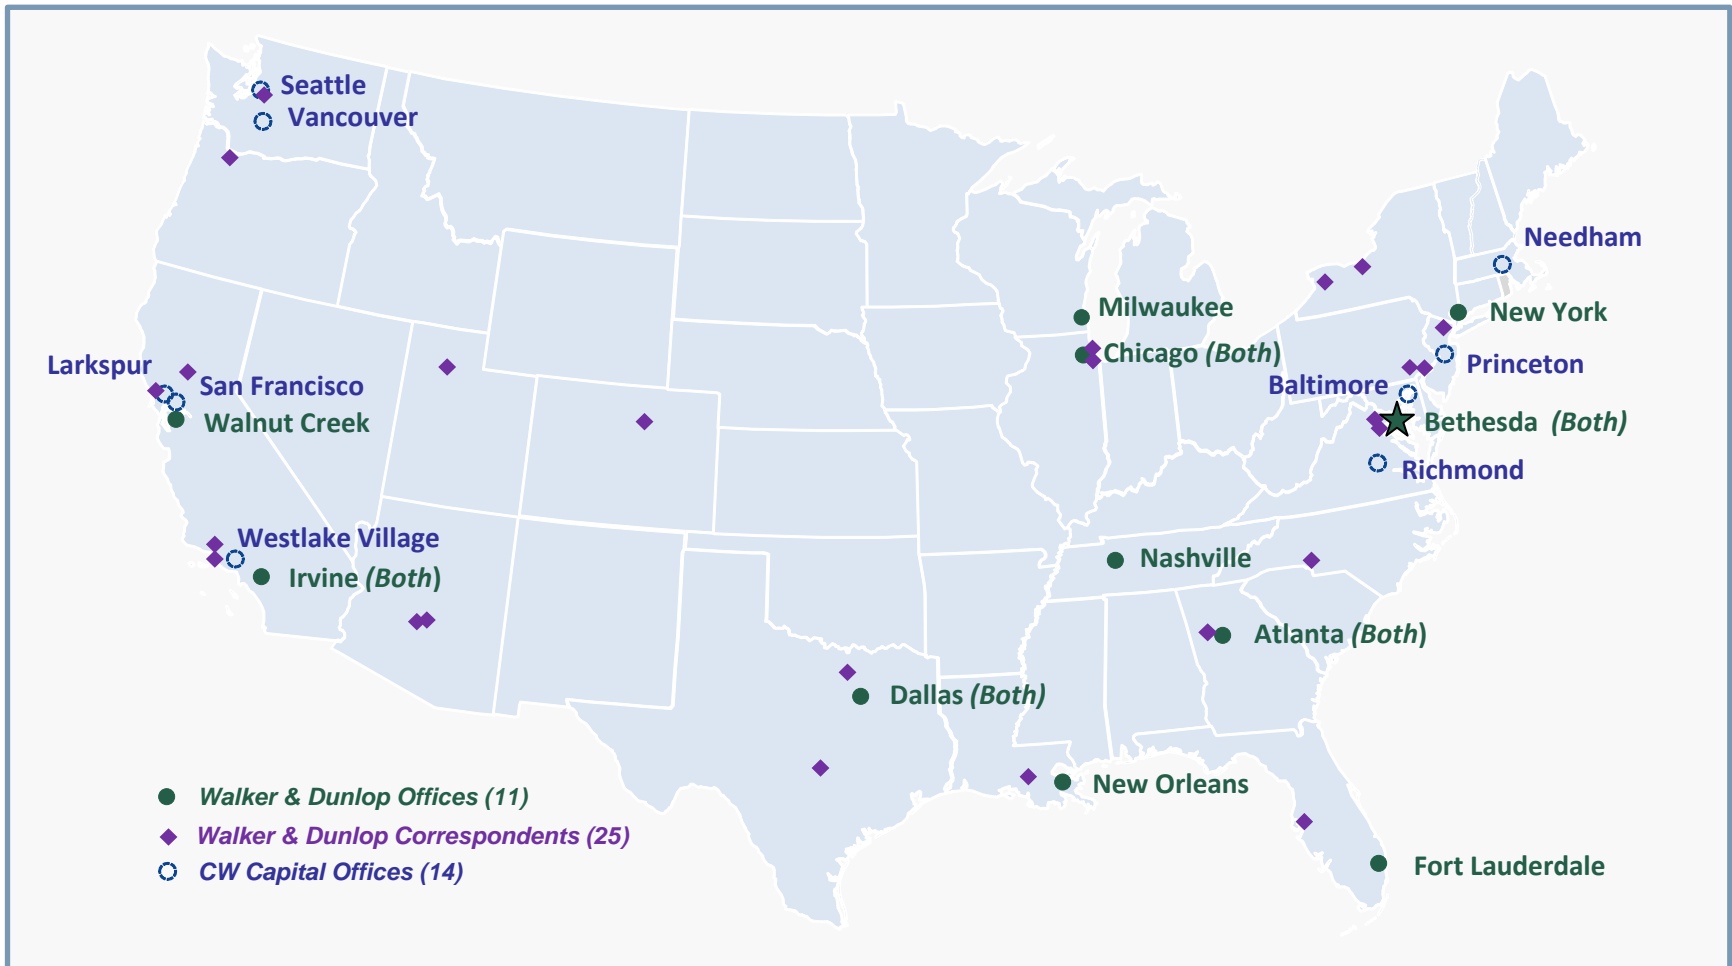 Seattle
Vancouver
Needham
Milwaukee
New York
Chicago (Both)
Larkspur
Princeton
San Francisco
Baltimore
Walnut Creek
Bethesda (Both)
Richmond
Westlake Village
Nashville
Irvine (Both)
Atlanta (Both)
Dallas (Both)
New Orleans
Walker & Dunlop Offices (11)
Walker & Dunlop Correspondents (25)
Fort Lauderdale
CW Capital Offices (14)